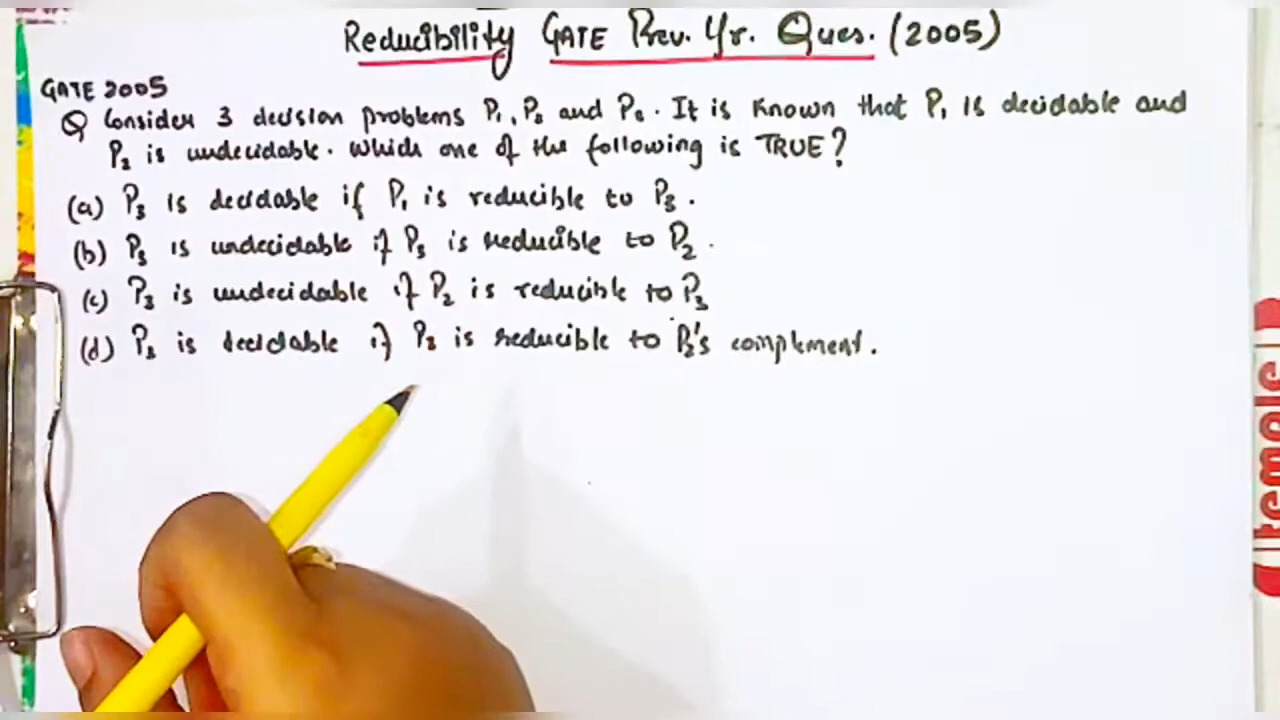 Reducibility GATE Prev. Yr. Ques. (2005)
GATE 2005
Q Consider 3 decision problems P₁, P₂ and P₃. It is known that P₁ is decidable and
P₂ is undecidable. Which one of the following is TRUE?
(a) P₃ is decidable if P₁ is reducible to P₃.
(b) P₃ is undecidable if P₃ is reducible to P₂.
(c) P₃ is undecidable if P₂ is reducible to P₃
(d) P₃ is decidable if P₃ is reducible to P₂'s complement.
temols